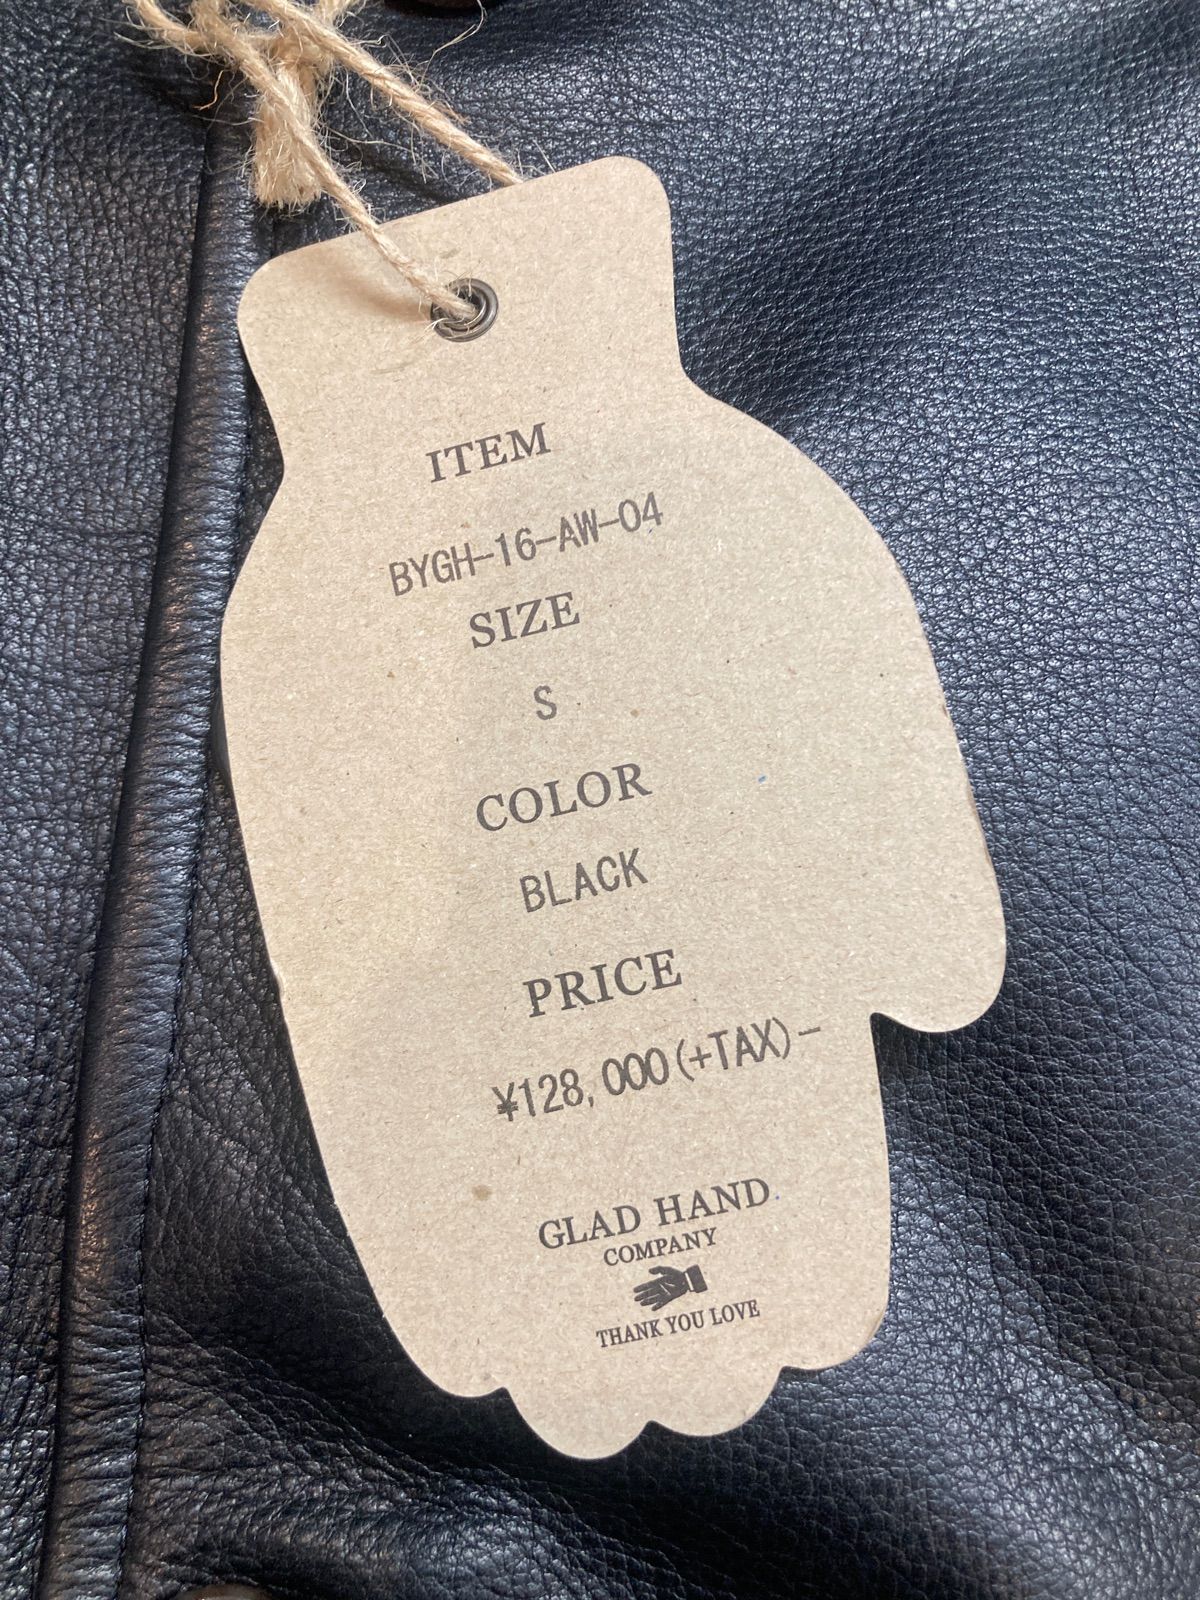 ITEM
BYGH-16-AW-04
SIZE
S
COLOR
BLACK
PRICE
¥128,000(+TAX)-
GLAD HAND
COMPANY
THANK YOU LOVE